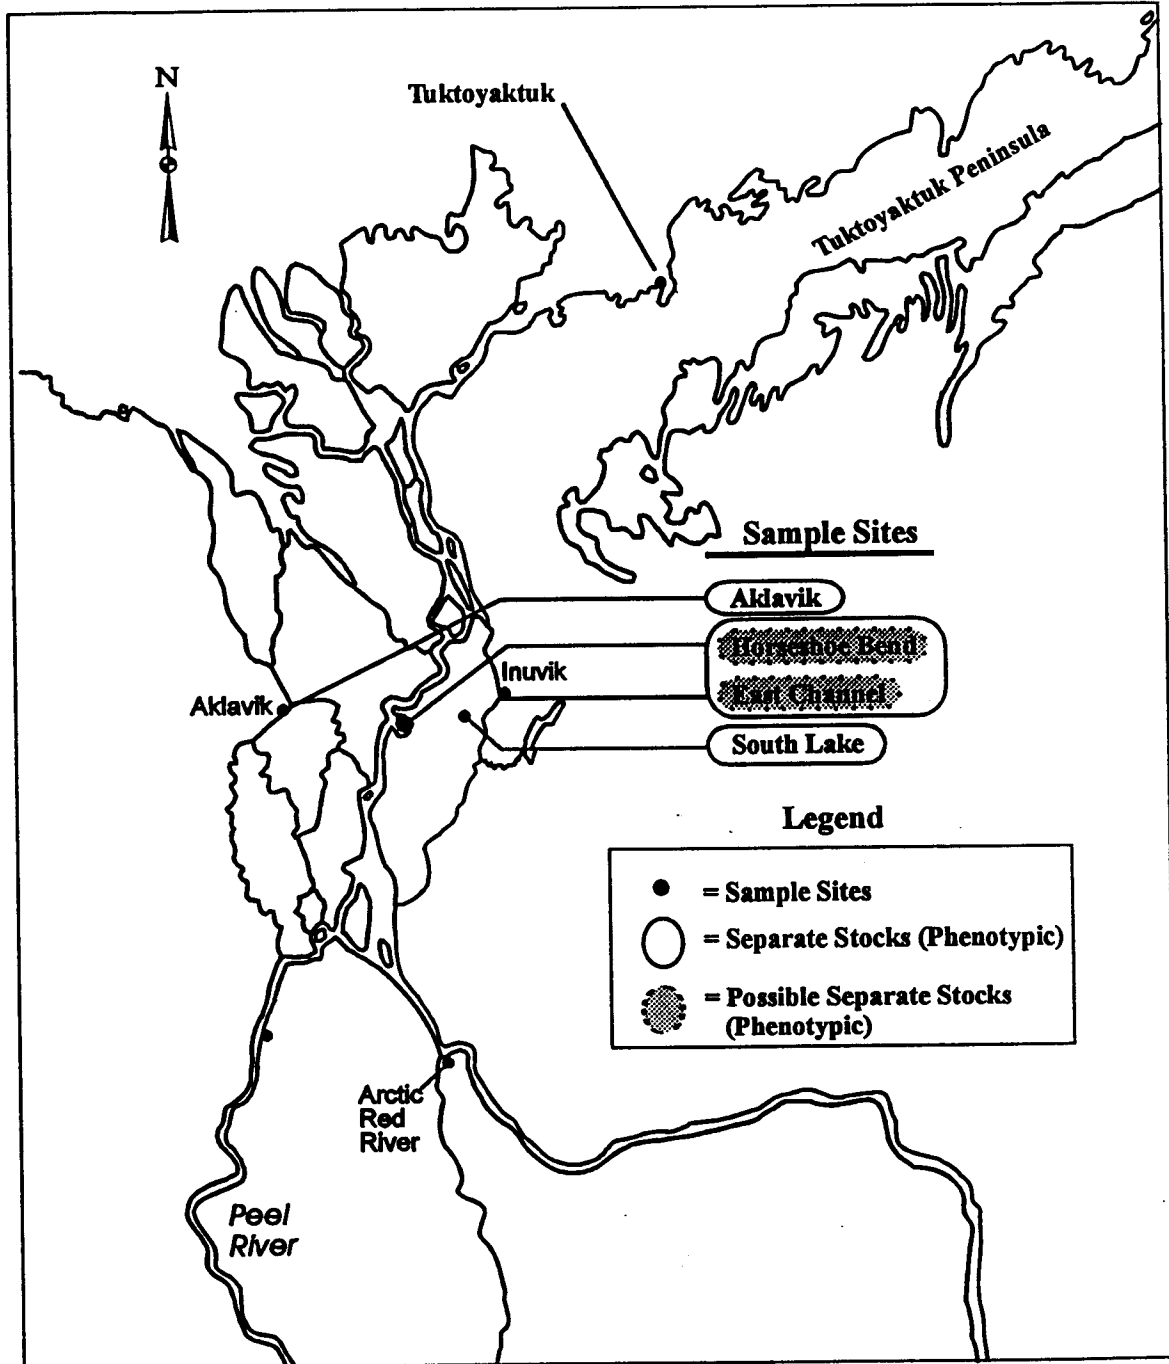 N
Tuktoyaktuk
Tuktoyaktuk Peninsula
Sample Sites
Aklavik
Horseshoe Bend
Inuvik
East Channel
Aklavik
South Lake
Legend
= Sample Sites
= Separate Stocks (Phenotypic)
= Possible Separate Stocks
(Phenotypic)
Arctic
Red
River
Peel
River